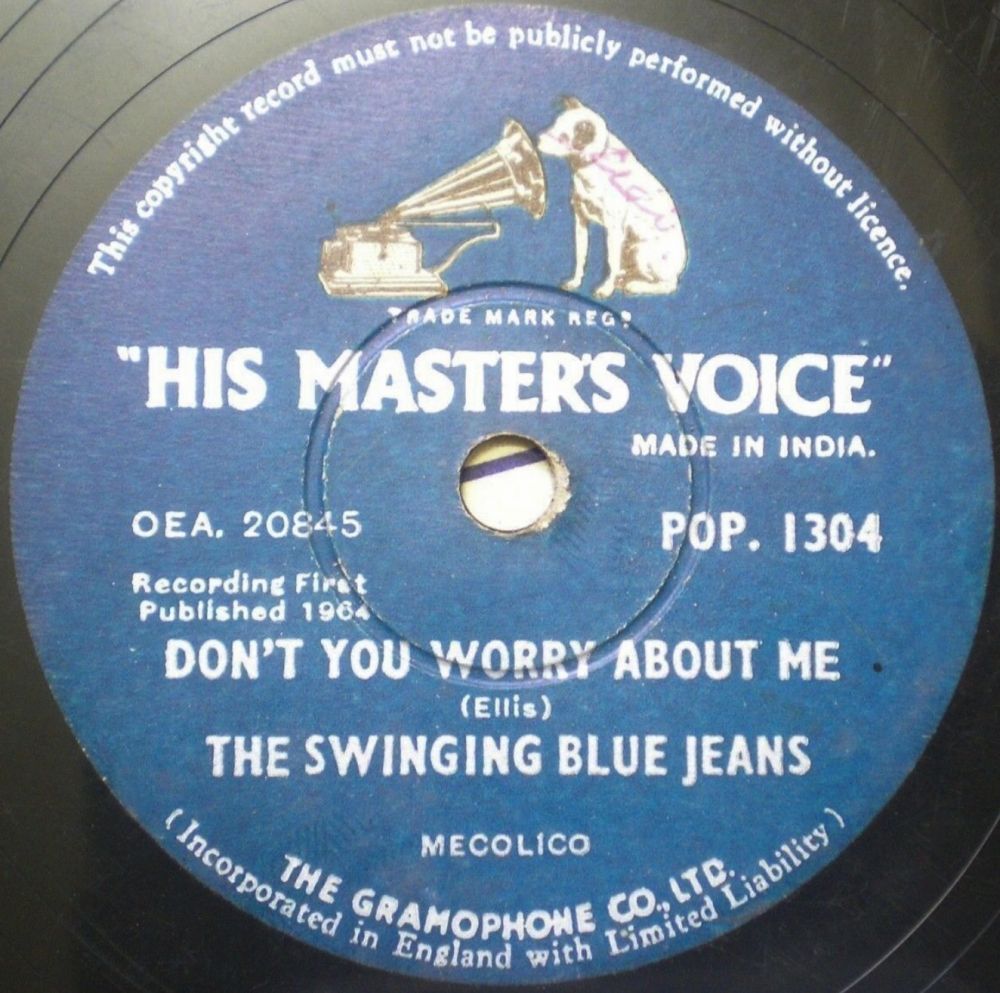 This copyright record must not be publicly performed without licence.
TRADE MARK REGD
"HIS MASTER'S VOICE"
MADE IN INDIA.
OEA. 20845
POP. 1304
Recording First
Published 1964
DON'T YOU WORRY ABOUT ME
(Ellis)
THE SWINGING BLUE JEANS
MECOLICO
THE GRAMOPHONE CO., LTD.
(Incorporated in England with Limited Liability)